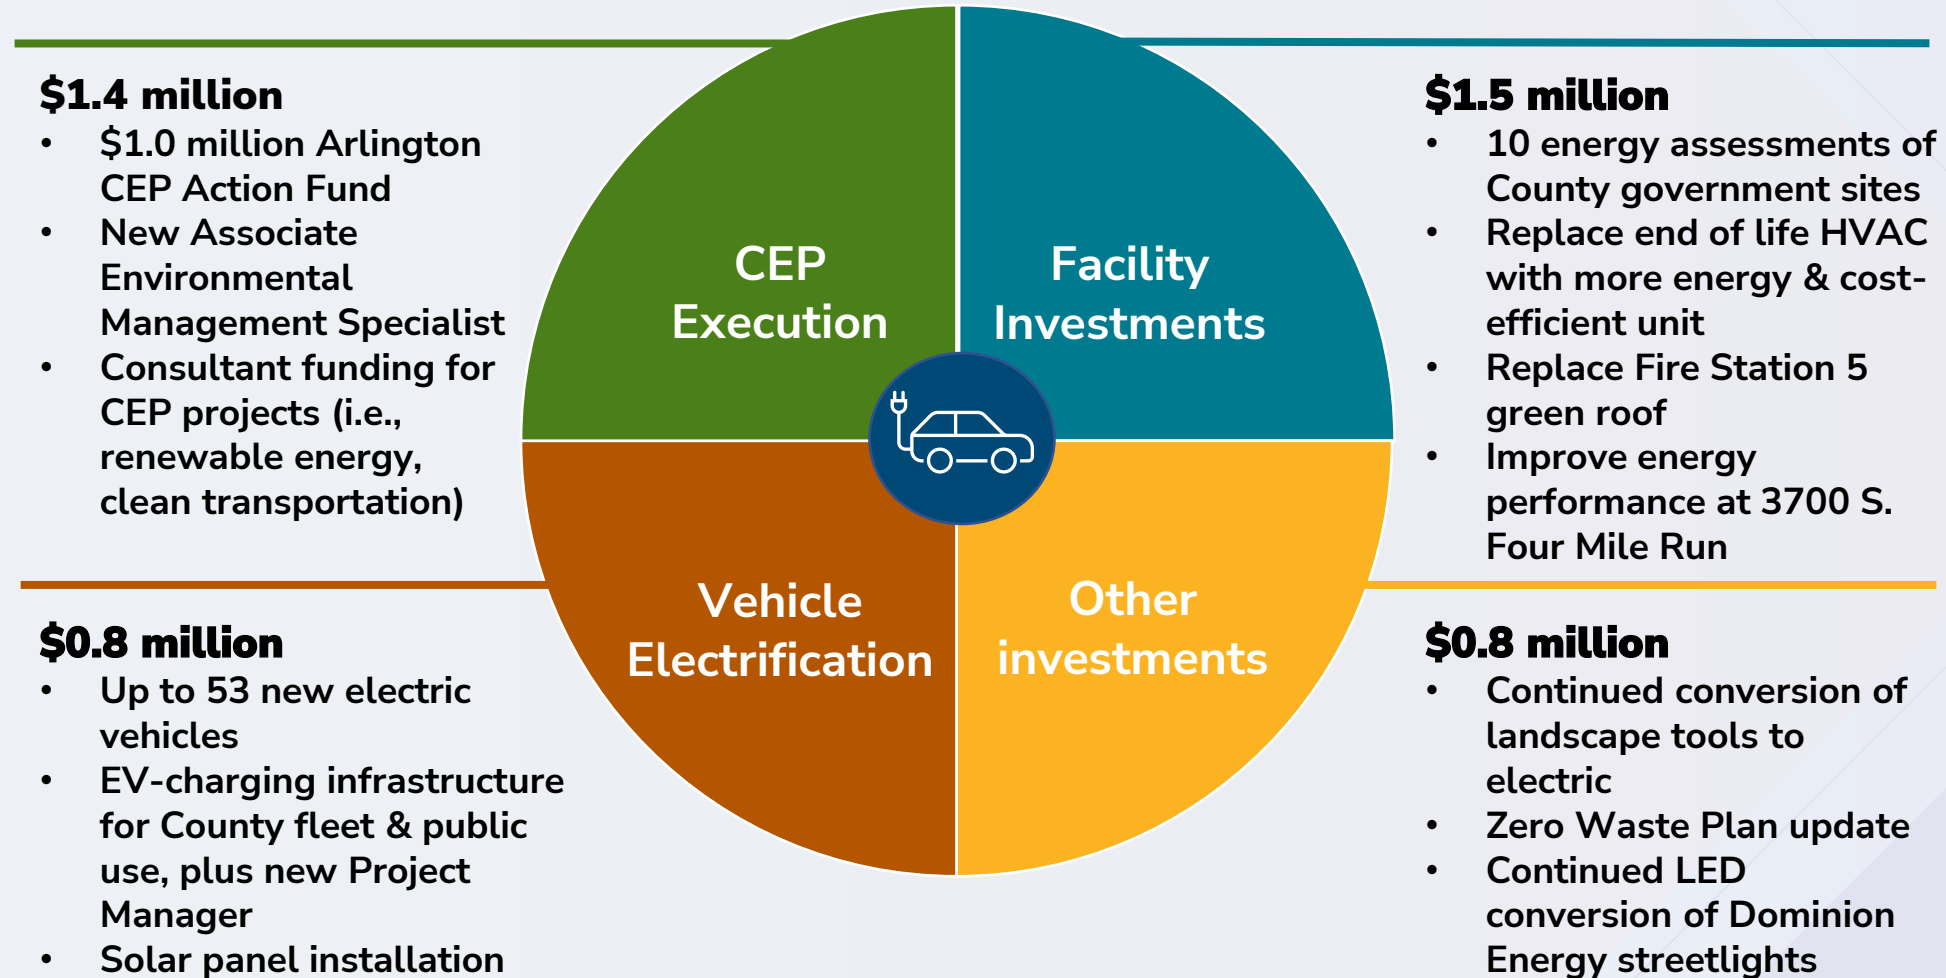 $1.4 million
• $1.0 million Arlington
CEP Action Fund
• New Associate
Environmental
Management Specialist
• Consultant funding for
CEP projects (i.e.,
renewable energy,
clean transportation)
CEP
Execution
Facility
Investments
$1.5 million
• 10 energy assessments of
County government sites
• Replace end of life HVAC
with more energy & cost-
efficient unit
• Replace Fire Station 5
green roof
• Improve energy
performance at 3700 S.
Four Mile Run
$0.8 million
• Up to 53 new electric
vehicles
• EV-charging infrastructure
for County fleet & public
use, plus new Project
Manager
• Solar panel installation
Vehicle
Electrification
Other
investments
$0.8 million
• Continued conversion of
landscape tools to
electric
• Zero Waste Plan update
• Continued LED
conversion of Dominion
Energy streetlights